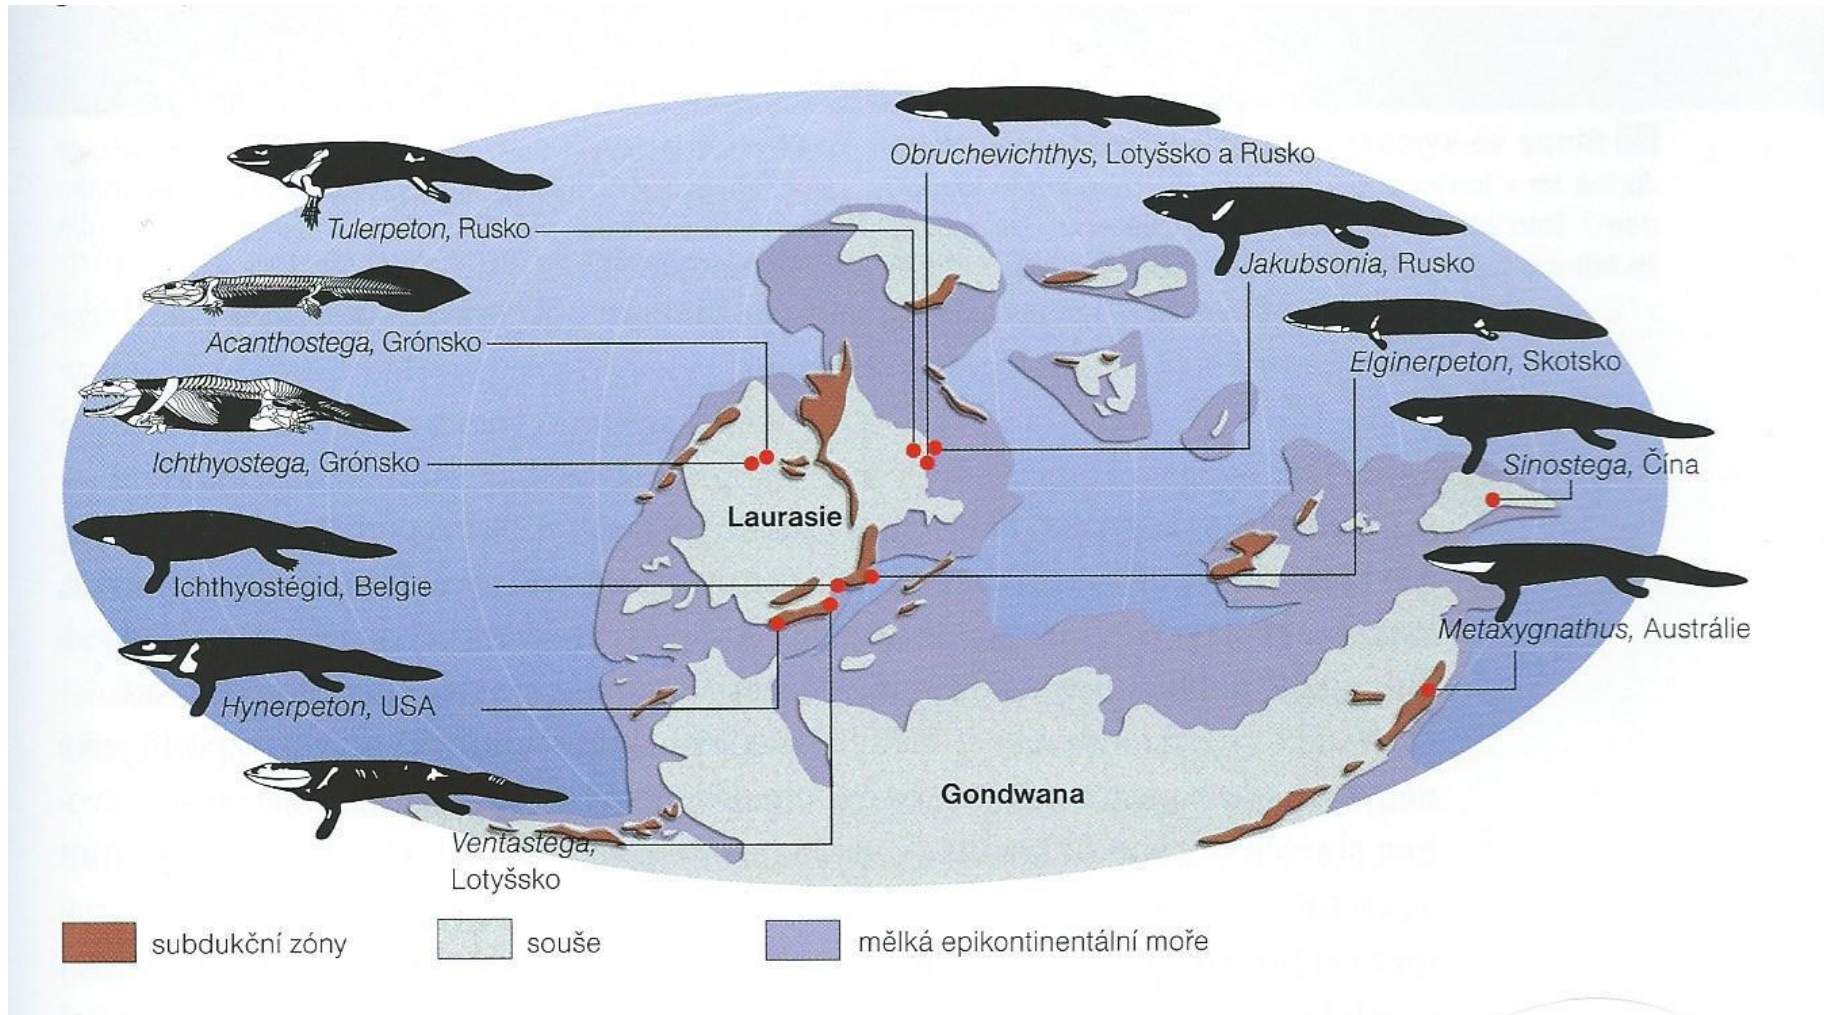 Obruchevichthys, Lotyšsko a Rusko
Tulerpeton, Rusko
Jakubsonia, Rusko
Acanthostega, Grónsko
Elginerpeton, Skotsko
Ichthyostega, Grónsko
Sinostega, Čína
Laurasie
Ichthyostégid, Belgie
Metaxygnathus, Austrálie
Hynerpeton, USA
Gondwana
Ventastega,
Lotyšsko
subdukční zóny
souše
mělká epikontinentální moře